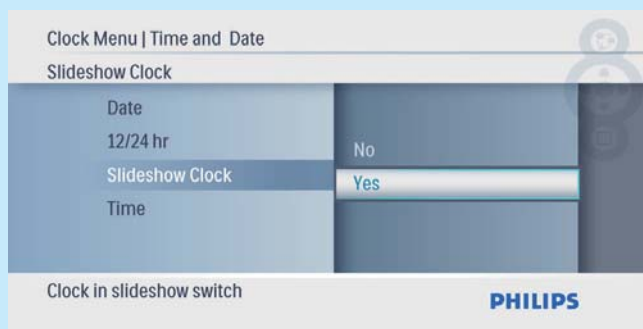 Clock Menu | Time and Date
Slideshow Clock
Date
12/24 hr
Slideshow Clock
Time
No
Yes
Clock in slideshow switch
PHILIPS